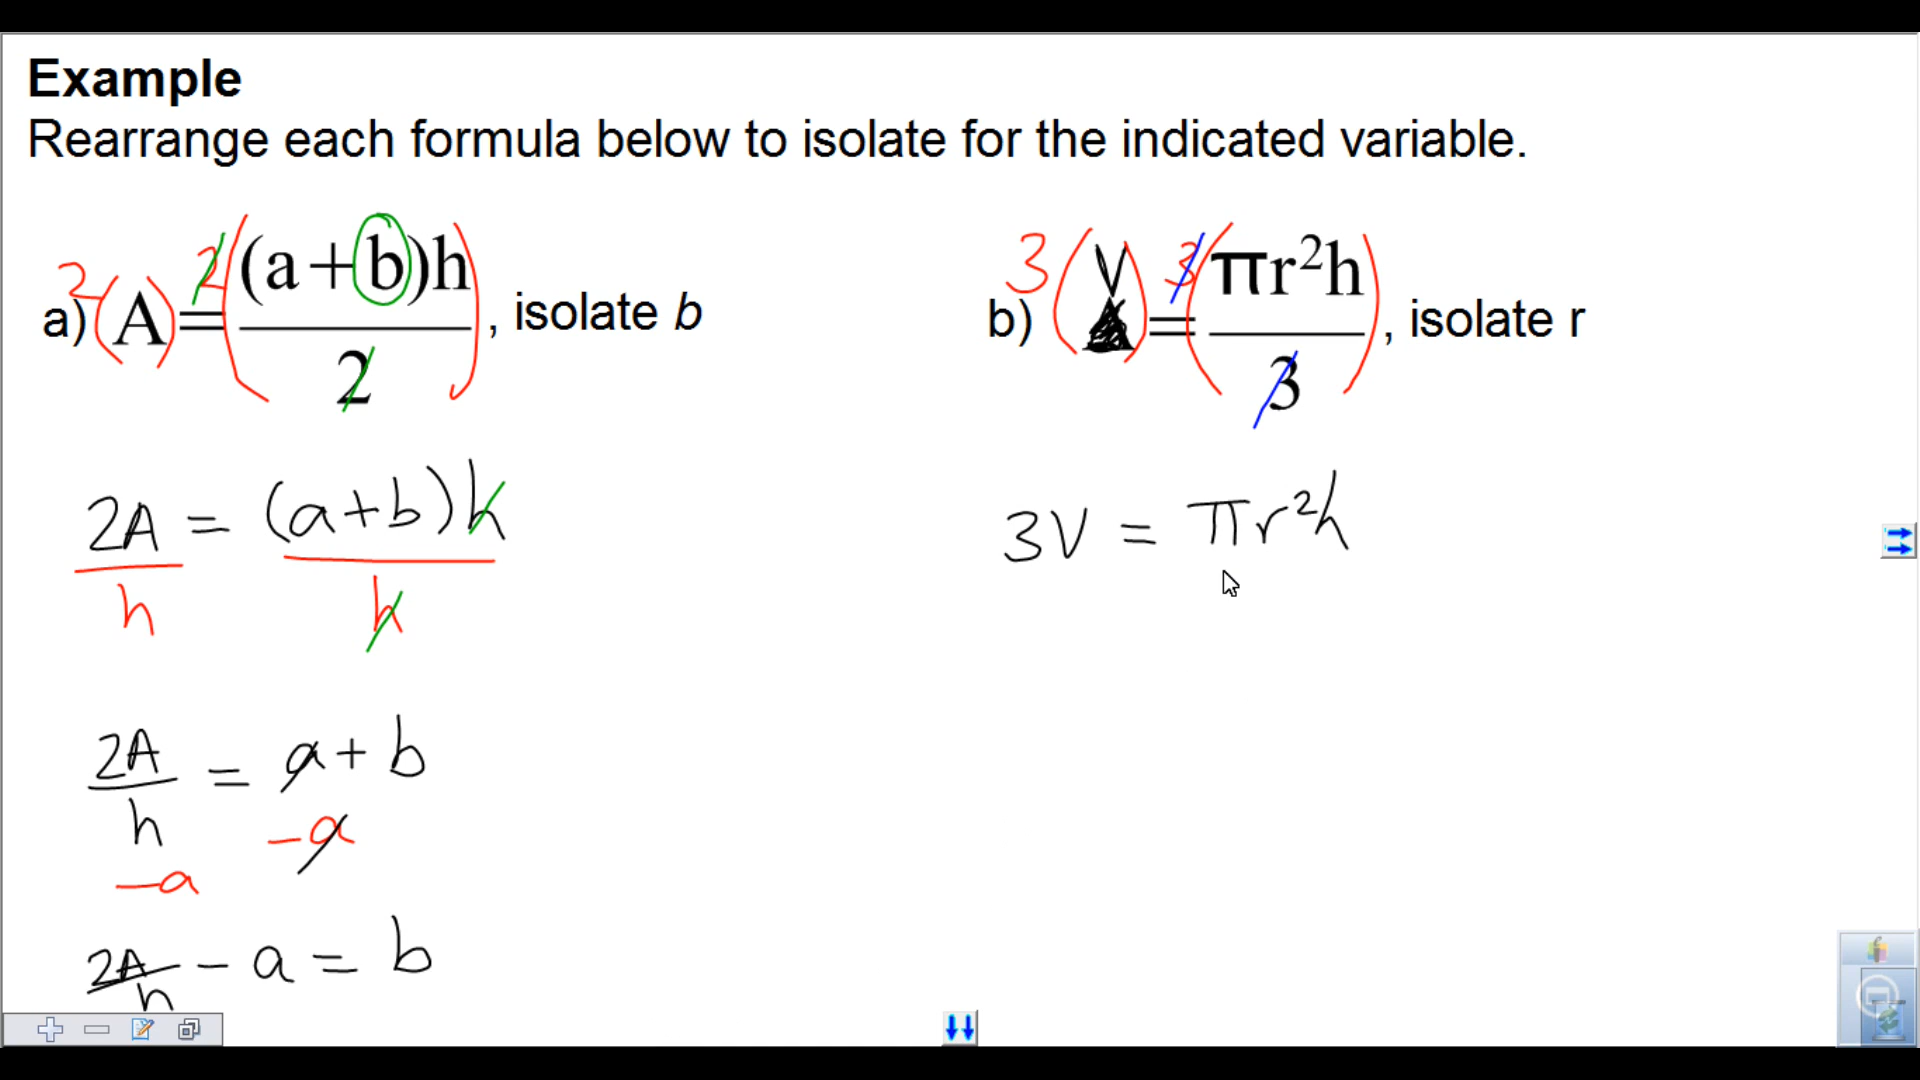 Example
Rearrange each formula below to isolate for the indicated variable.
a) 2(A) = 2((a+b)h / 2), isolate b
2A / h = (a+b)h / h
2A / h = a + b
-a -a
2A / h - a = b
b) 3(V) = 3(πr²h / 3), isolate r
3V = πr²h